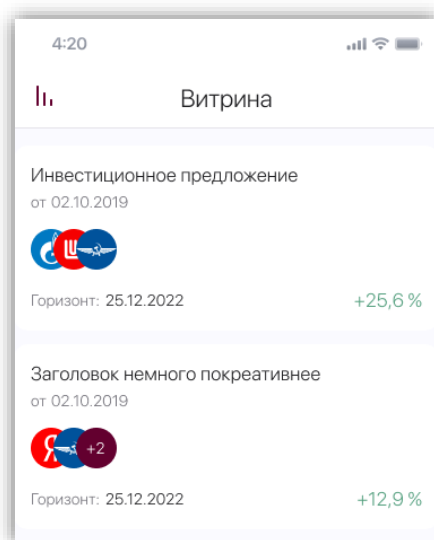 4:20
Витрина
Инвестиционное предложение
от 02.10.2019
Горизонт: 25.12.2022 +25,6 %
Заголовок немного покреативнее
от 02.10.2019
Я +2
Горизонт: 25.12.2022 +12,9 %